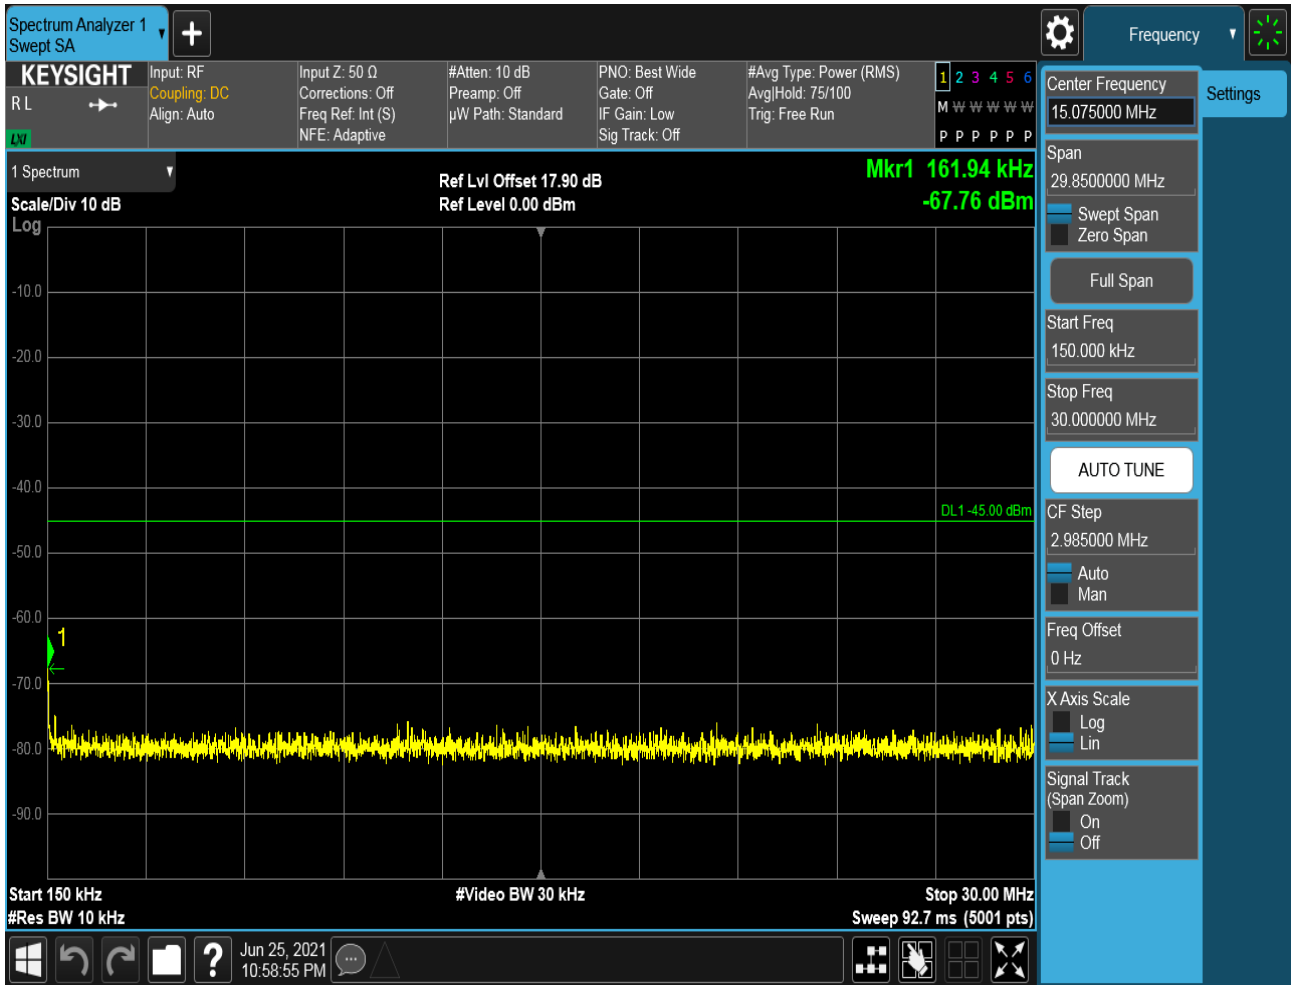 Spectrum Analyzer 1
Swept SA
Frequency
KEYSIGHT
R L
LXI
Input: RF
Coupling: DC
Align: Auto
Input Z: 50 Ω
Corrections: Off
Freq Ref: Int (S)
NFE: Adaptive
#Atten: 10 dB
Preamp: Off
µW Path: Standard
PNO: Best Wide
Gate: Off
IF Gain: Low
Sig Track: Off
#Avg Type: Power (RMS)
Avg|Hold: 75/100
Trig: Free Run
1 2 3 4 5 6
M W W W W W
P P P P P P
1 Spectrum
Scale/Div 10 dB
Log
Ref Lvl Offset 17.90 dB
Ref Level 0.00 dBm
Mkr1 161.94 kHz
-67.76 dBm
-10.0
-20.0
-30.0
-40.0
DL1 -45.00 dBm
-50.0
-60.0
1
-70.0
-80.0
-90.0
Start 150 kHz
#Res BW 10 kHz
#Video BW 30 kHz
Stop 30.00 MHz
Sweep 92.7 ms (5001 pts)
Jun 25, 2021
10:58:55 PM
?
Center Frequency
15.075000 MHz
Settings
Span
29.8500000 MHz
Swept Span
Zero Span
Full Span
Start Freq
150.000 kHz
Stop Freq
30.000000 MHz
AUTO TUNE
CF Step
2.985000 MHz
Auto
Man
Freq Offset
0 Hz
X Axis Scale
Log
Lin
Signal Track
(Span Zoom)
On
Off